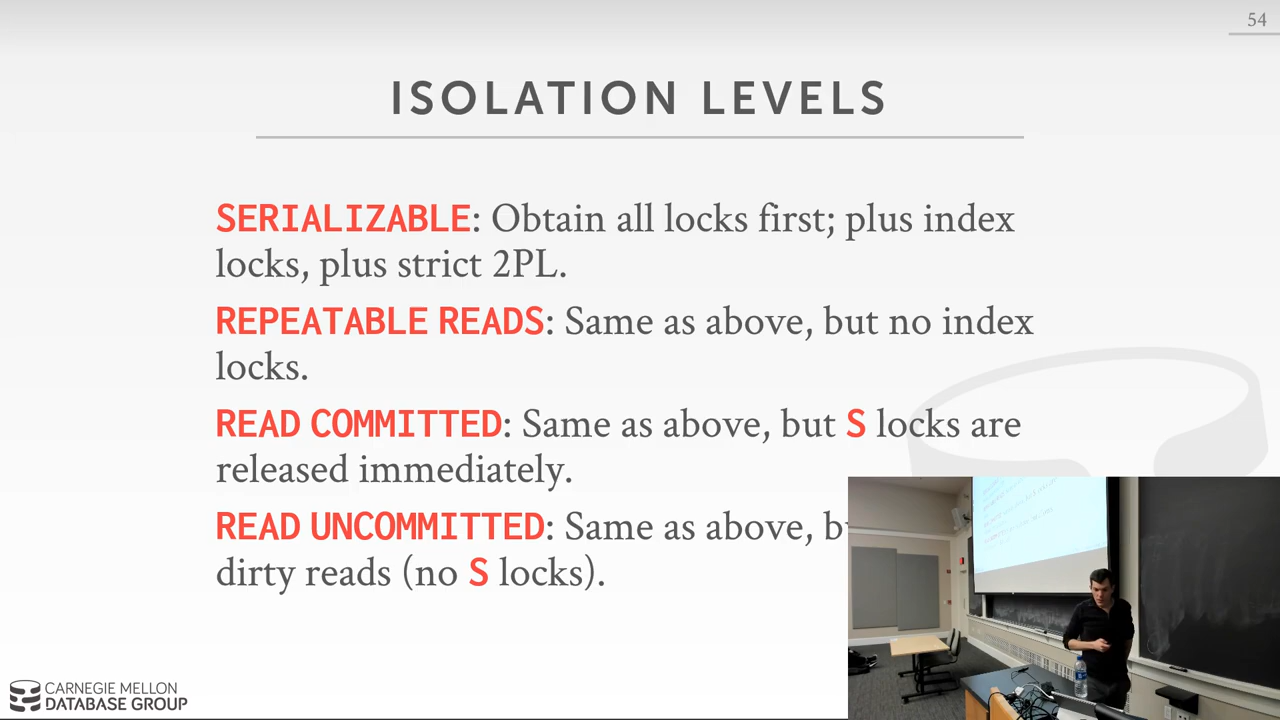 54
ISOLATION LEVELS
SERIALIZABLE: Obtain all locks first; plus index
locks, plus strict 2PL.
REPEATABLE READS: Same as above, but no index
locks.
READ COMMITTED: Same as above, but S locks are
released immediately.
READ UNCOMMITTED: Same as above,
dirty reads (no S locks).
CARNEGIE MELLON
DATABASE GROUP